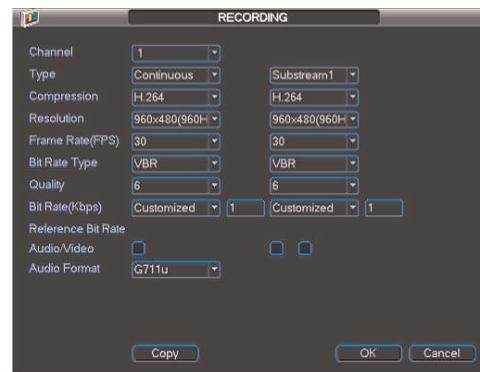 RECORDING
Channel 1
Type Continuous Substream1
Compression H.264 H.264
Resolution 960x480(960H 960x480(960H
Frame Rate(FPS) 30 30
Bit Rate Type VBR VBR
Quality 6 6
Bit Rate(Kbps) Customized 1 Customized 1
Reference Bit Rate
Audio/Video
Audio Format G711u
Copy OK Cancel